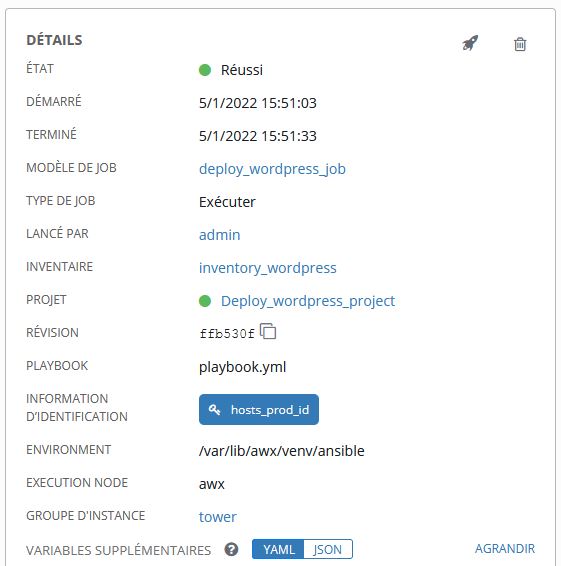 DÉTAILS
ÉTAT Réussi
DÉMARRÉ 5/1/2022 15:51:03
TERMINÉ 5/1/2022 15:51:33
MODÈLE DE JOB deploy_wordpress_job
TYPE DE JOB Exécuter
LANCÉ PAR admin
INVENTAIRE inventory_wordpress
PROJET Deploy_wordpress_project
RÉVISION ffb530f
PLAYBOOK playbook.yml
INFORMATION
D'IDENTIFICATION hosts_prod_id
ENVIRONMENT /var/lib/awx/venv/ansible
EXECUTION NODE awx
GROUPE D'INSTANCE tower
VARIABLES SUPPLÉMENTAIRES ? YAML JSON AGRANDIR